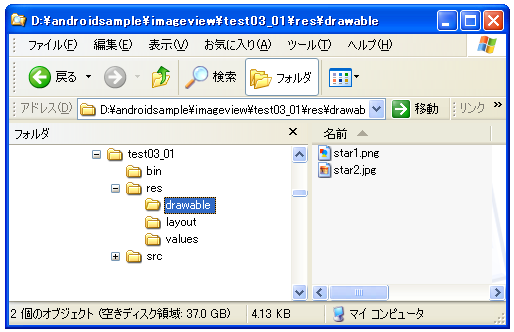 D:¥androidsample¥imageview¥test03_01¥res¥drawable
ファイル(F) 編集(E) 表示(V) お気に入り(A) ツール(T) ヘルプ(H)
戻る 検索 フォルダ
アドレス(D) D:¥androidsample¥imageview¥test03_01¥res¥drawab 移動 リンク »
フォルダ × 名前
test03_01
star1.png
bin
star2.jpg
res
drawable
layout
values
src
2 個のオブジェクト (空きディスク領域: 37.0 GB) 4.13 KB マイ コンピュータ